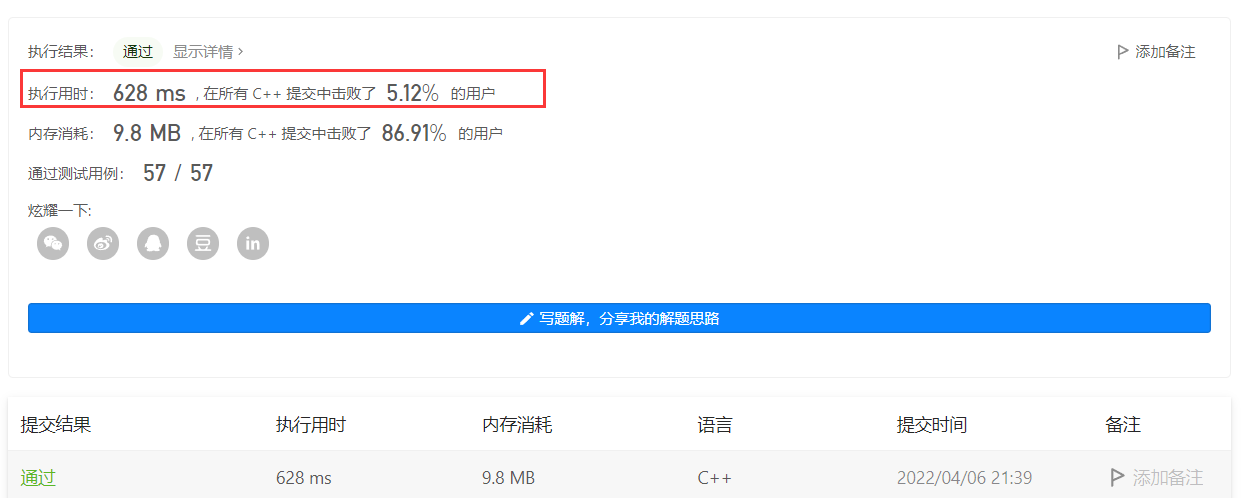 执行结果： 通过 显示详情 › 添加备注
执行用时： 628 ms , 在所有 C++ 提交中击败了 5.12% 的用户
内存消耗： 9.8 MB , 在所有 C++ 提交中击败了 86.91% 的用户
通过测试用例： 57 / 57
炫耀一下:
豆 in
写题解，分享我的解题思路
提交结果 执行用时 内存消耗 语言 提交时间 备注
通过 628 ms 9.8 MB C++ 2022/04/06 21:39 添加备注